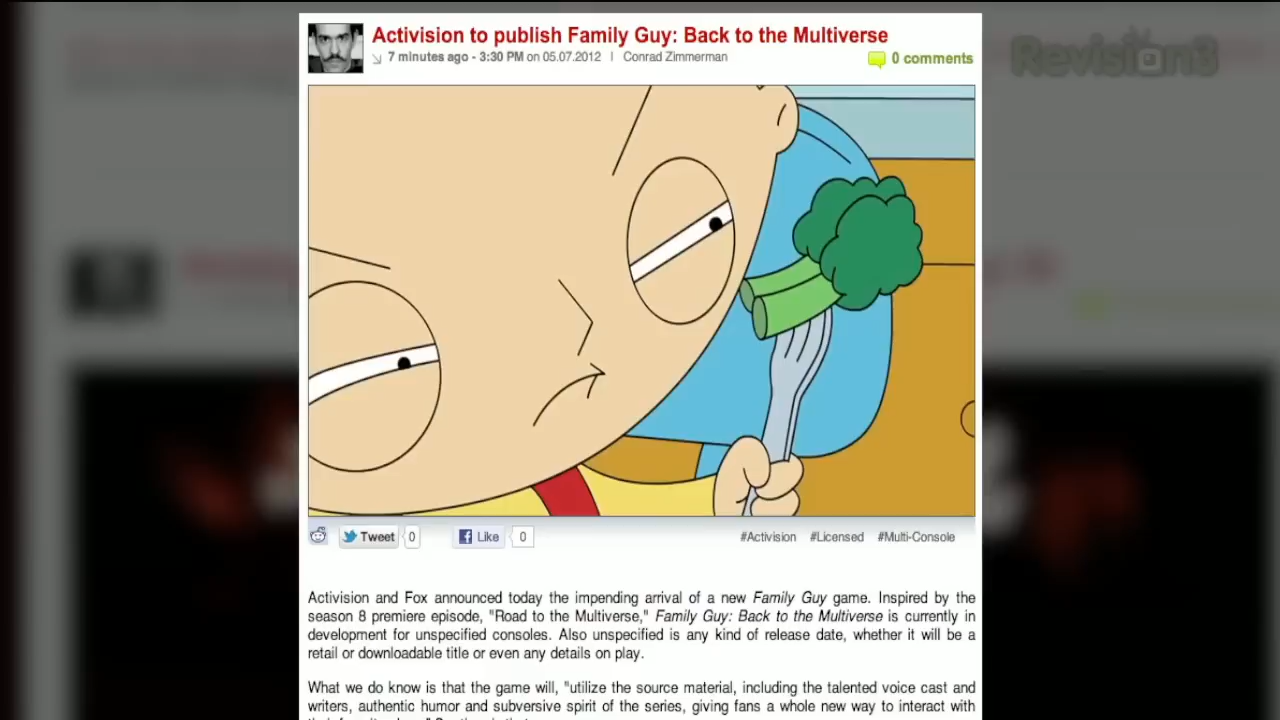 Activision to publish Family Guy: Back to the Multiverse
7 minutes ago - 3:30 PM on 05.07.2012 | Conrad Zimmerman
0 comments
Revision3
Tweet 0
Like 0
#Activision #Licensed #Multi-Console
Activision and Fox announced today the impending arrival of a new Family Guy game. Inspired by the
season 8 premiere episode, "Road to the Multiverse," Family Guy: Back to the Multiverse is currently in
development for unspecified consoles. Also unspecified is any kind of release date, whether it will be a
retail or downloadable title or even any details on play.
What we do know is that the game will, "utilize the source material, including the talented voice cast and
writers, authentic humor and subversive spirit of the series, giving fans a whole new way to interact with